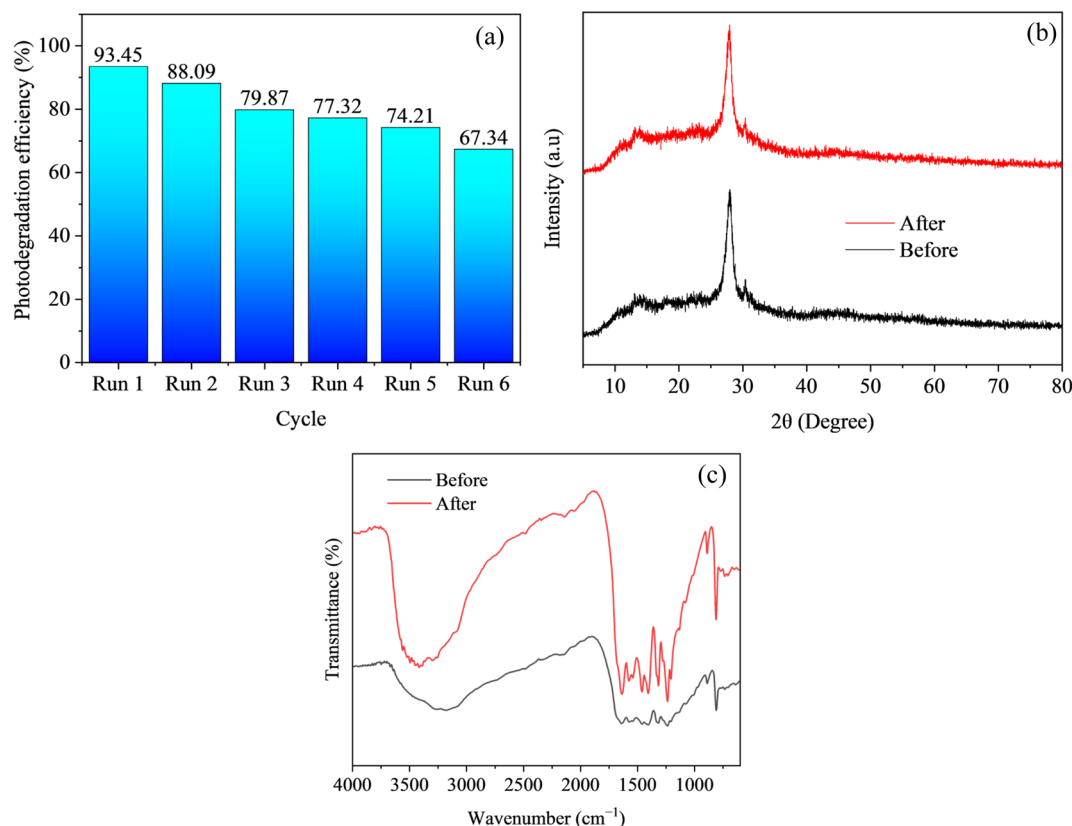 (a)
Photodegradation efficiency (%)
100
80
60
40
20
0
93.45
88.09
79.87
77.32
74.21
67.34
Run 1 Run 2 Run 3 Run 4 Run 5 Run 6
Cycle
(b)
Intensity (a.u)
After
Before
10 20 30 40 50 60 70 80
2θ (Degree)
(c)
Before
After
Transmittance (%)
4000 3500 3000 2500 2000 1500 1000
Wavenumber (cm⁻¹)